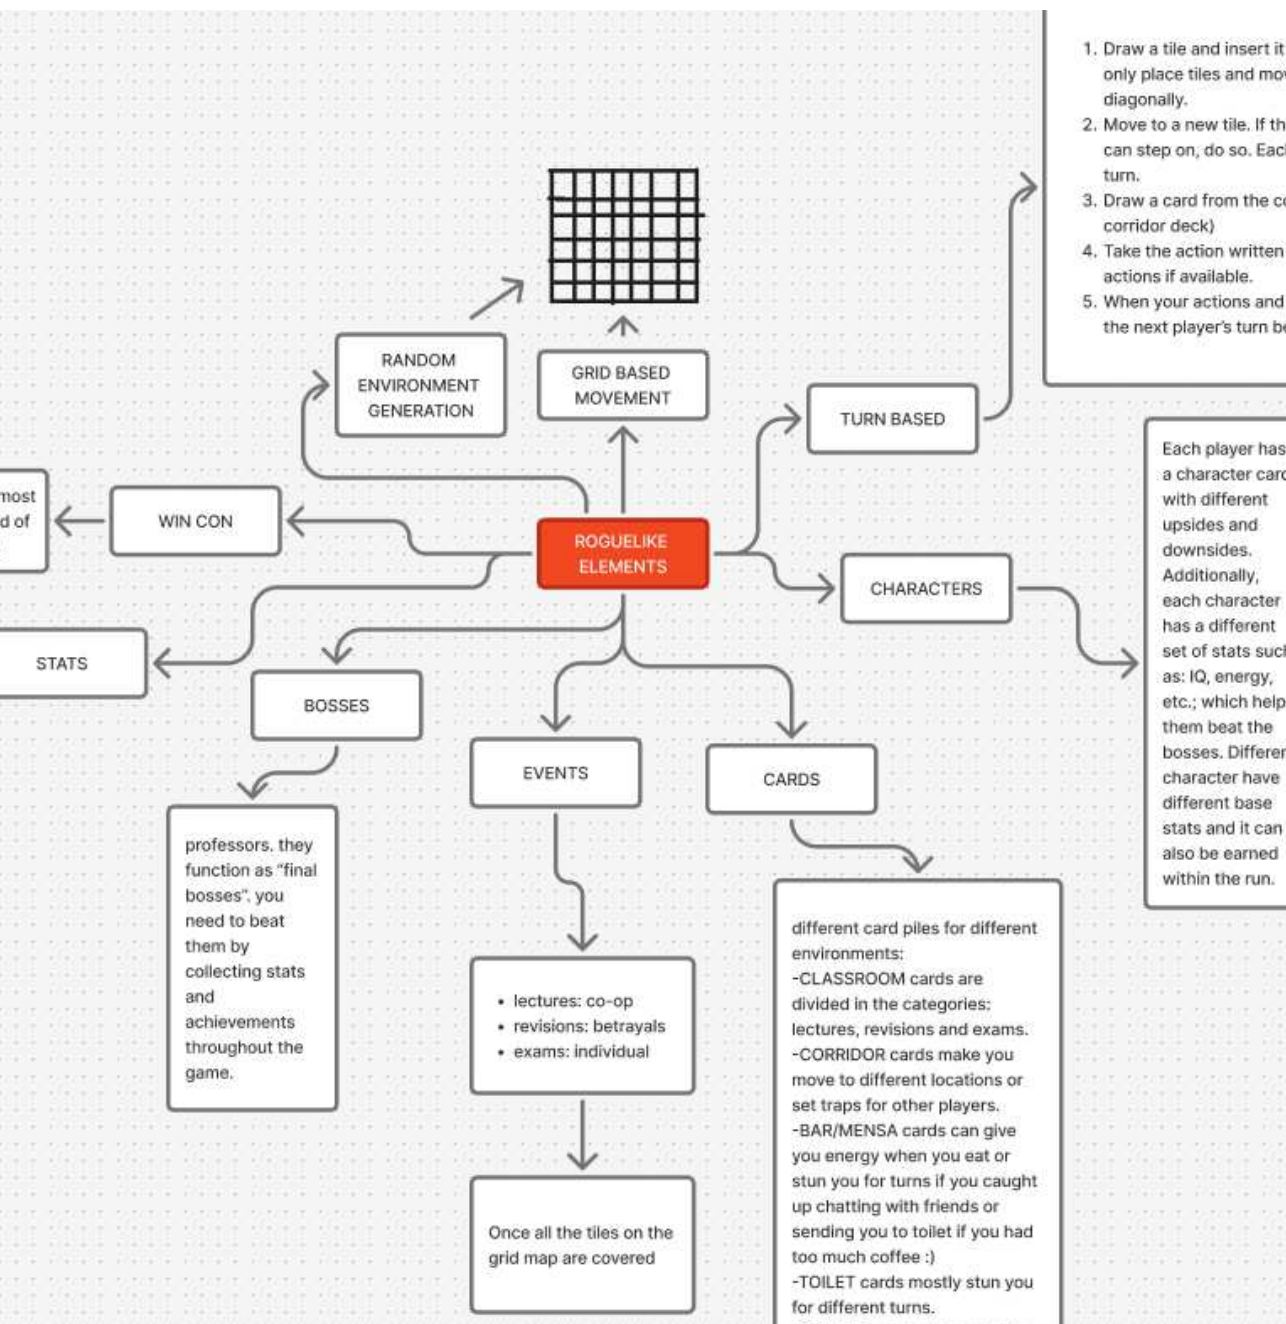 1. Draw a tile and insert it
only place tiles and mov
diagonally.
2. Move to a new tile. If th
can step on, do so. Eac
turn.
3. Draw a card from the co
corridor deck)
4. Take the action written
actions if available.
5. When your actions and
the next player's turn be
RANDOM
ENVIRONMENT
GENERATION
GRID BASED
MOVEMENT
TURN BASED
Each player has
a character card
with different
upsides and
downsides.
Additionally,
each character
has a different
set of stats such
as: IQ, energy,
etc.; which help
them beat the
bosses. Differen
character have
different base
stats and it can
also be earned
within the run.
most
d of
WIN CON
ROGUELIKE
ELEMENTS
CHARACTERS
STATS
BOSSES
EVENTS
CARDS
professors. they
function as "final
bosses". you
need to beat
them by
collecting stats
and
achievements
throughout the
game.
• lectures: co-op
• revisions: betrayals
• exams: individual
Once all the tiles on the
grid map are covered
different card piles for different
environments:
-CLASSROOM cards are
divided in the categories:
lectures, revisions and exams.
-CORRIDOR cards make you
move to different locations or
set traps for other players.
-BAR/MENSA cards can give
you energy when you eat or
stun you for turns if you caught
up chatting with friends or
sending you to toilet if you had
too much coffee :)
-TOILET cards mostly stun you
for different turns.